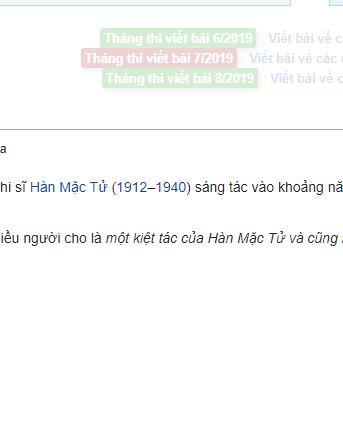 Tháng thi viết bài 6/2019 : Viết bài về c
Tháng thi viết bài 7/2019 : Viết bài về các
Tháng thi viết bài 8/2019 : Viết bài về c
a
hi sĩ Hàn Mặc Tử (1912–1940) sáng tác vào khoảng nă
iều người cho là một kiệt tác của Hàn Mặc Tử và cũng